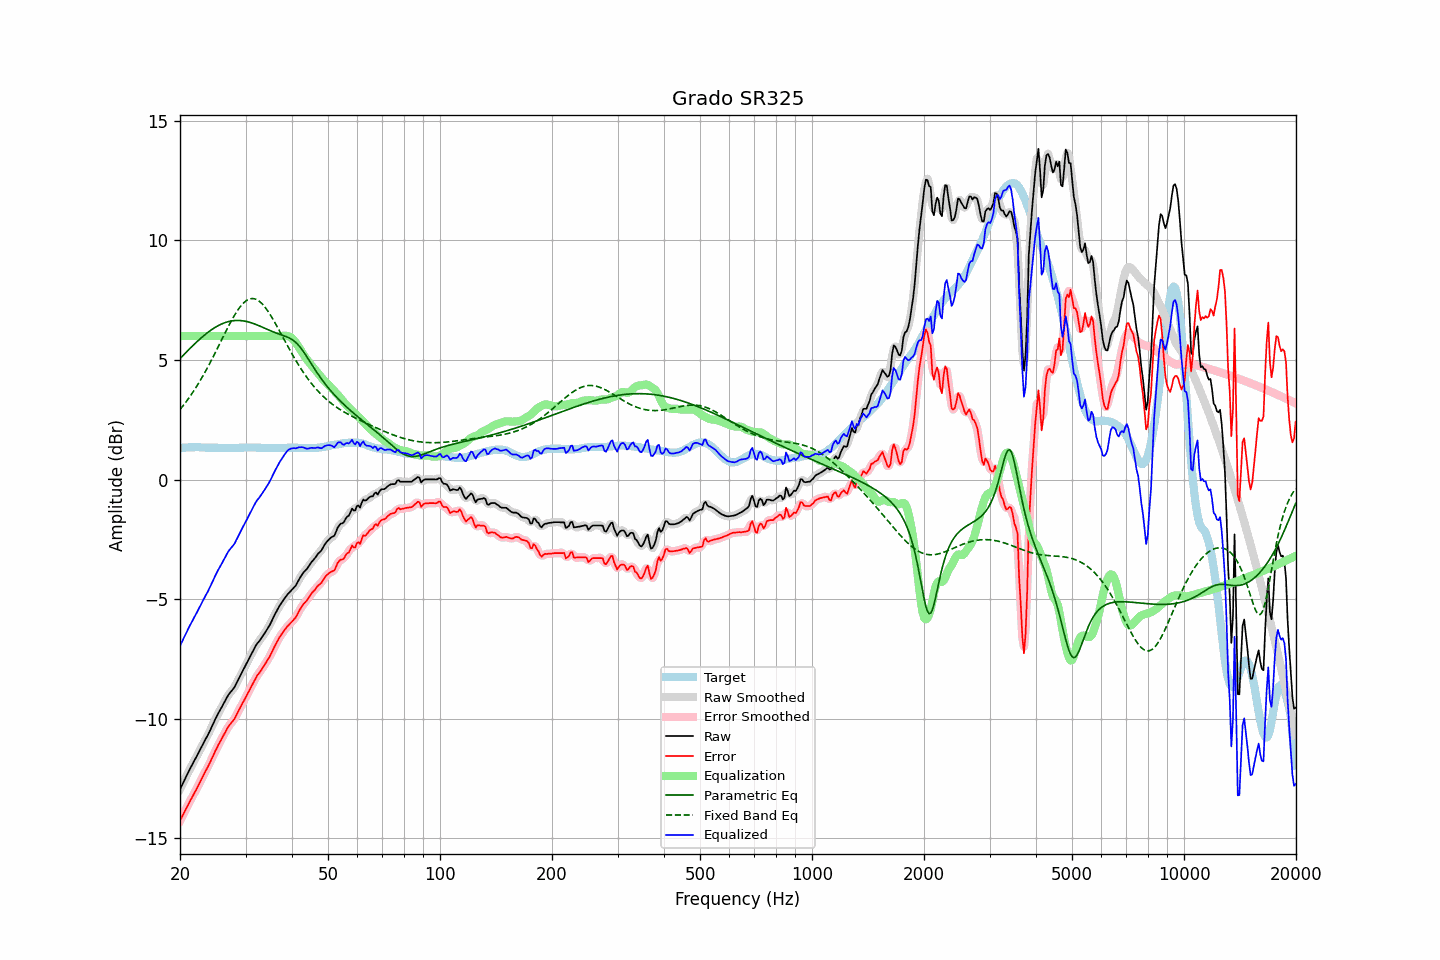 Grado SR325
15
10
5
0
−5
−10
−15
Amplitude (dBr)
Target
Raw Smoothed
Error Smoothed
Raw
Error
Equalization
Parametric Eq
Fixed Band Eq
Equalized
20 50 100 200 500 1000 2000 5000 10000 20000
Frequency (Hz)